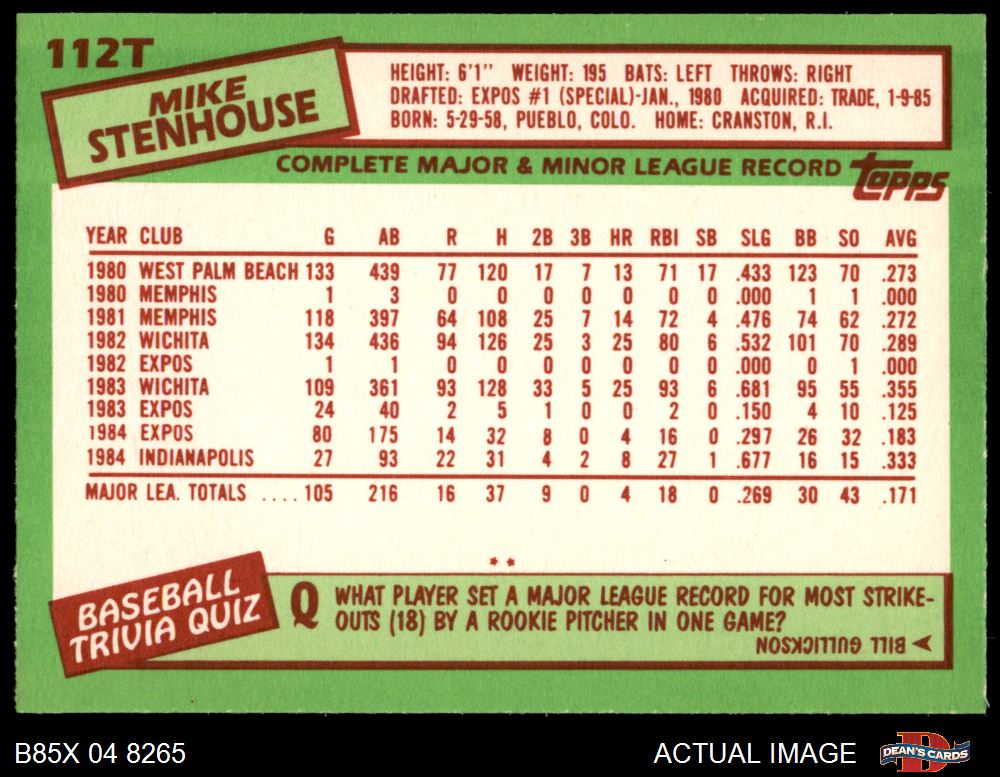 112T
MIKE
STENHOUSE
HEIGHT: 6'1" WEIGHT: 195 BATS: LEFT THROWS: RIGHT
DRAFTED: EXPOS #1 (SPECIAL)-JAN., 1980 ACQUIRED: TRADE, 1-9-85
BORN: 5-29-58, PUEBLO, COLO. HOME: CRANSTON, R.I.
COMPLETE MAJOR & MINOR LEAGUE RECORD
Topps
YEAR CLUB G AB R H 2B 3B HR RBI SB SLG BB SO AVG
1980 WEST PALM BEACH 133 439 77 120 17 7 13 71 17 .433 123 70 .273
1980 MEMPHIS 1 3 0 0 0 0 0 0 0 .000 1 1 .000
1981 MEMPHIS 118 397 64 108 25 7 14 72 4 .476 74 62 .272
1982 WICHITA 134 436 94 126 25 3 25 80 6 .532 101 70 .289
1982 EXPOS 1 1 0 0 0 0 0 0 0 .000 0 1 .000
1983 WICHITA 109 361 93 128 33 5 25 93 6 .681 95 55 .355
1983 EXPOS 24 40 2 5 1 0 0 2 0 .150 4 10 .125
1984 EXPOS 80 175 14 32 8 0 4 16 0 .297 26 32 .183
1984 INDIANAPOLIS 27 93 22 31 4 2 8 27 1 .677 16 15 .333
MAJOR LEA. TOTALS .... 105 216 16 37 9 0 4 18 0 .269 30 43 .171
**
BASEBALL
TRIVIA QUIZ
Q WHAT PLAYER SET A MAJOR LEAGUE RECORD FOR MOST STRIKE-
OUTS (18) BY A ROOKIE PITCHER IN ONE GAME?
BILL GULLICKSON
B85X 04 8265
ACTUAL IMAGE
D
DEAN'S CARDS